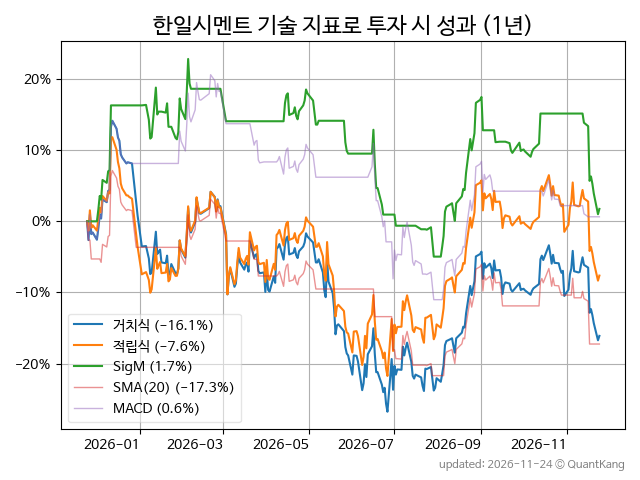 한일시멘트 기술 지표로 투자 시 성과 (1년)
20%
10%
0%
−10%
−20%
거치식 (−16.1%)
적립식 (−7.6%)
SigM (1.7%)
SMA(20) (−17.3%)
MACD (0.6%)
2026−01 2026−03 2026−05 2026−07 2026−09 2026−11
updated: 2026−11−24 © QuantKang